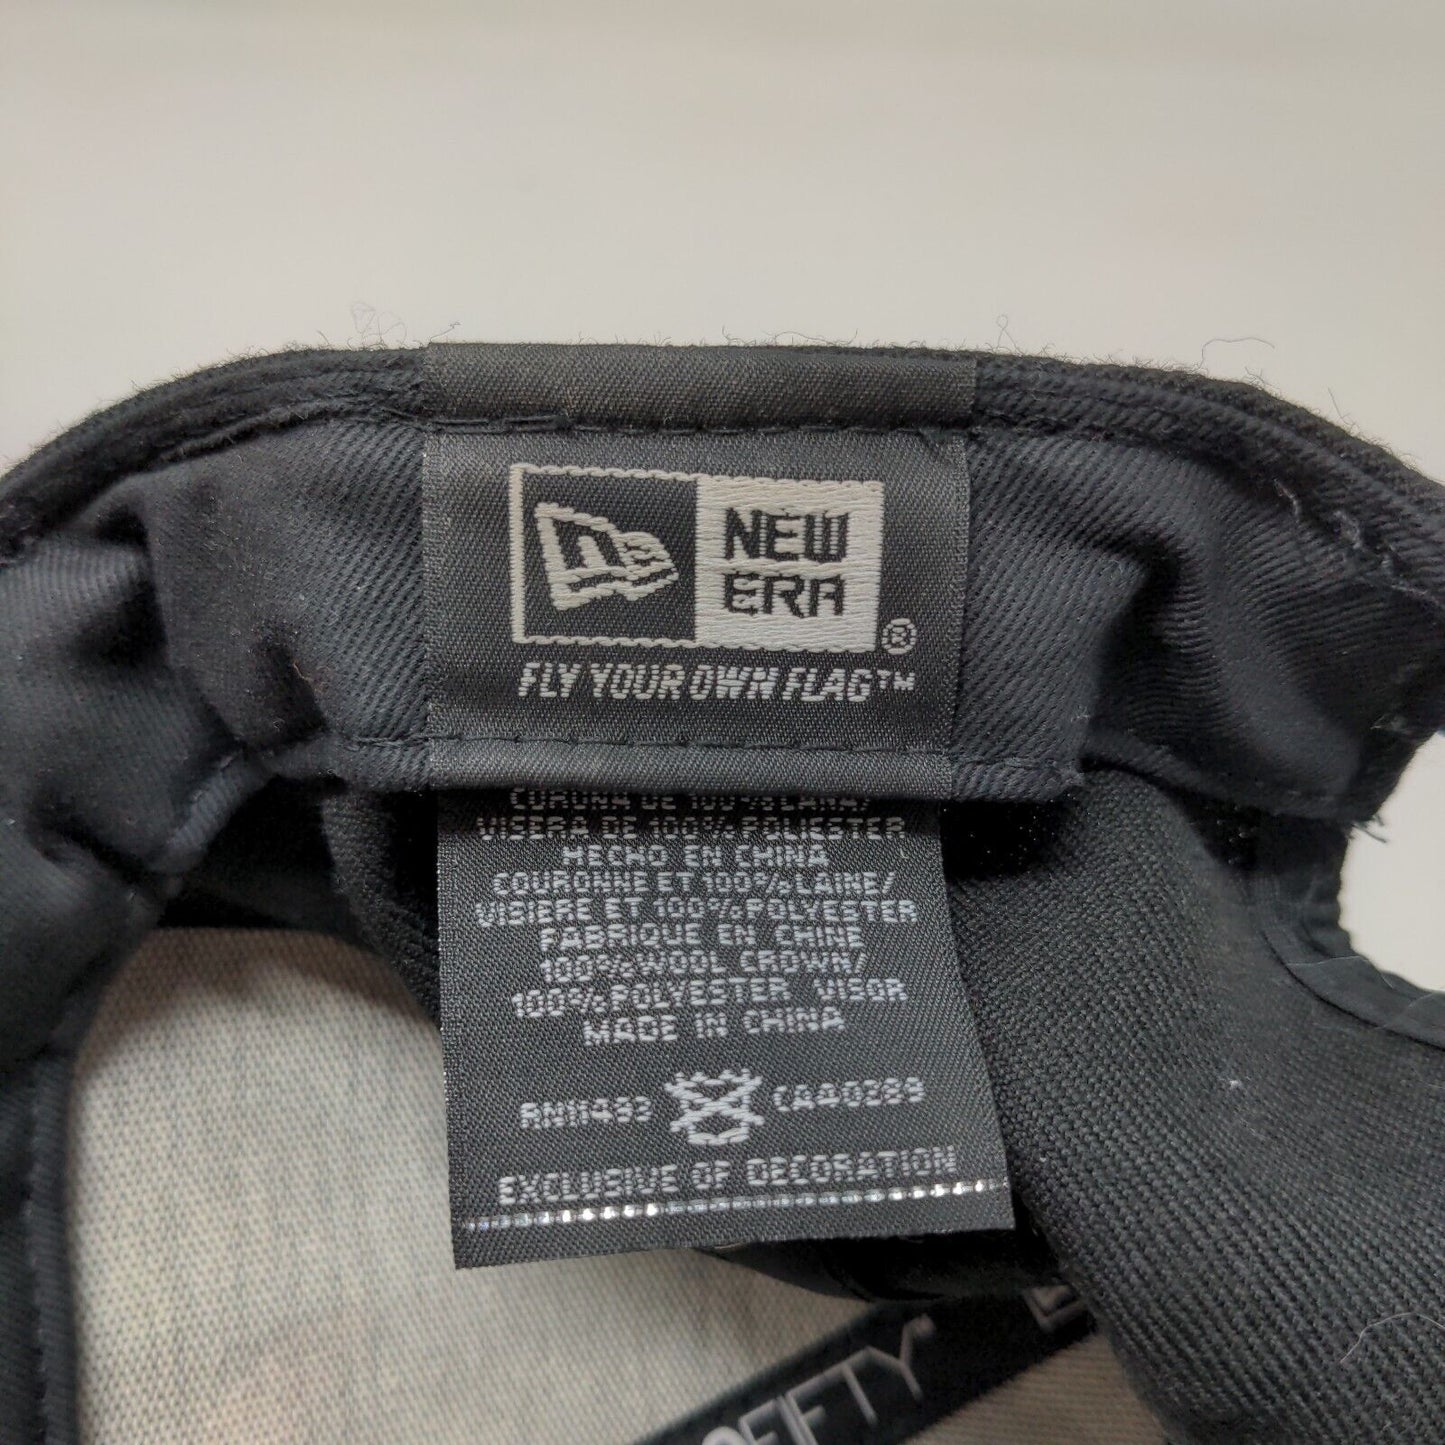 NEW
ERA
®
FLY YOUR OWN FLAG™
CORONA DE 100% LANA/
VISERA DE 100% POLIESTER
HECHO EN CHINA
COURONNE ET 100% LAINE/
VISIERE ET 100% POLYESTER
FABRIQUE EN CHINE
100% WOOL CROWN/
100% POLYESTER VISOR
MADE IN CHINA
RN11493 CA40288
EXCLUSIVE OF DECORATION
FIFTY